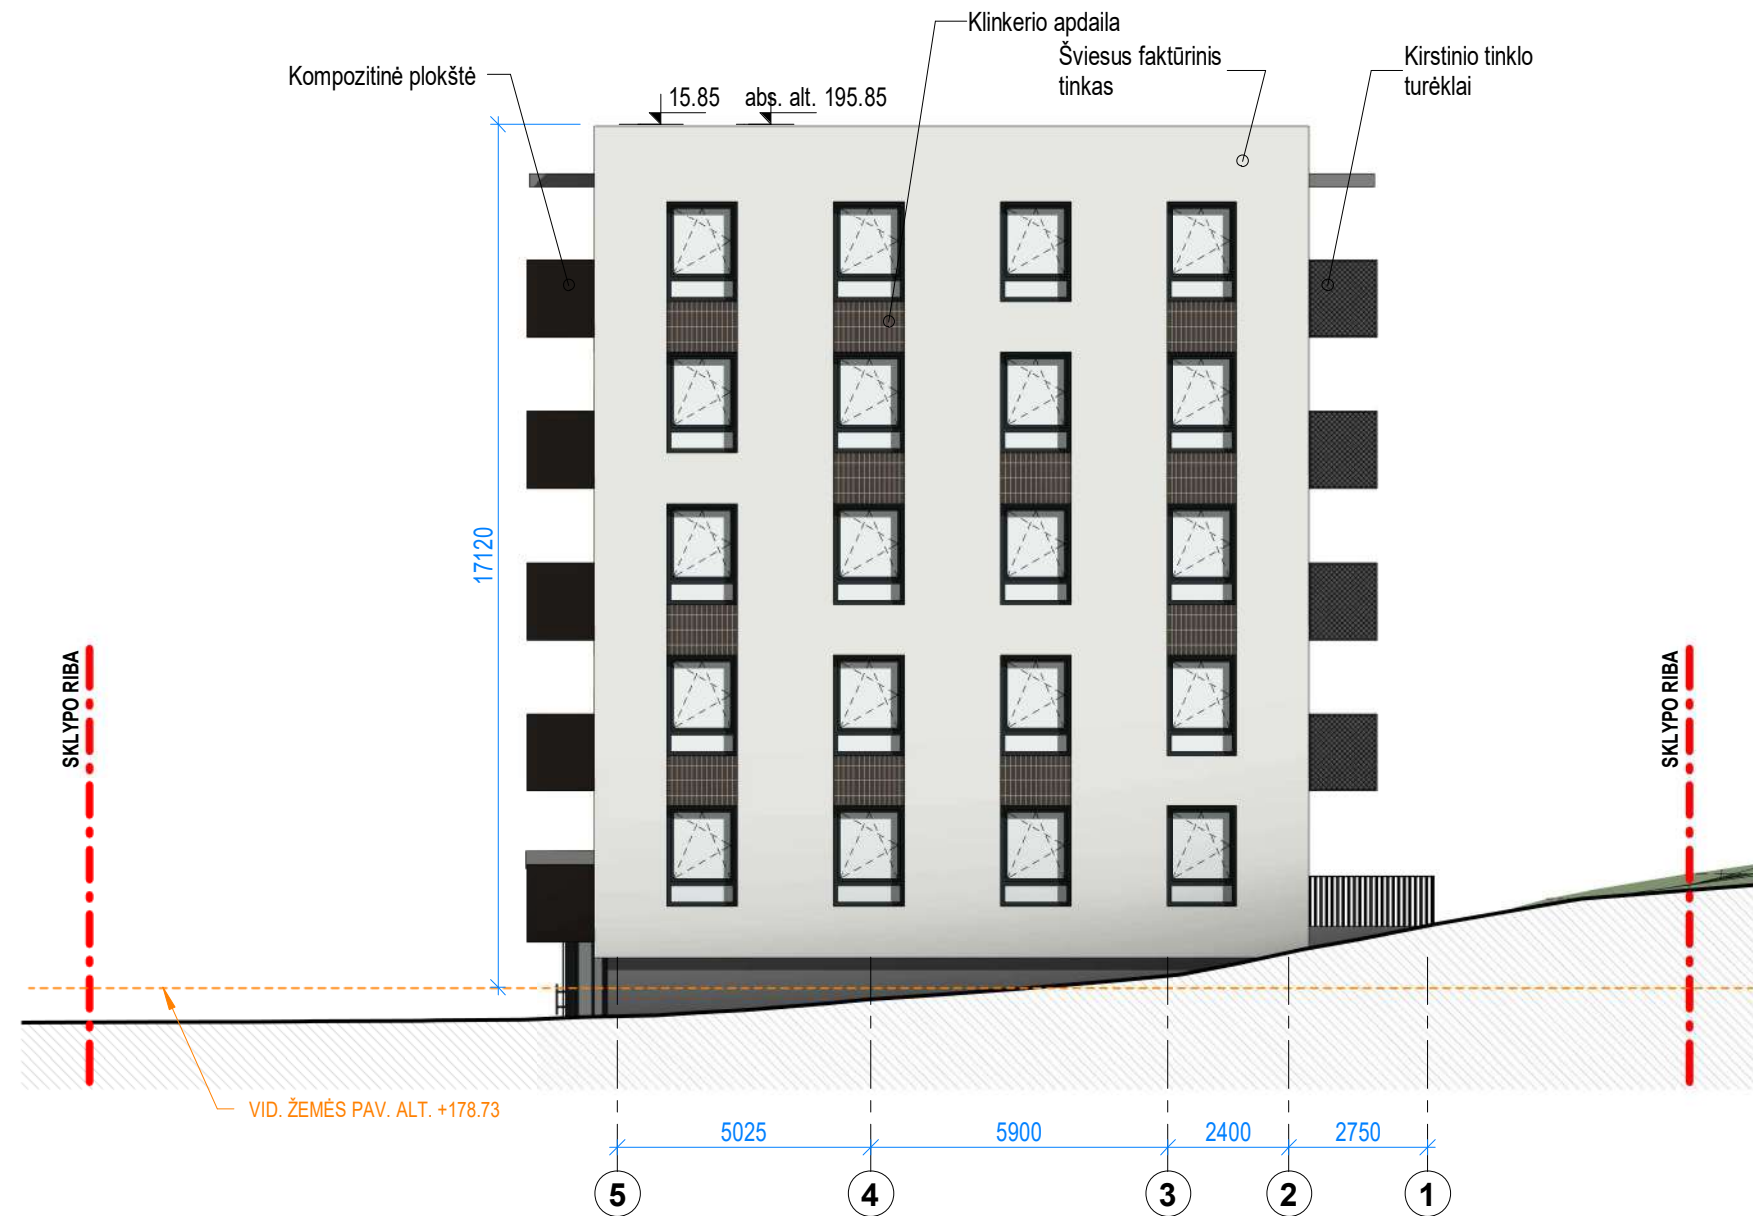 Klinkerio apdaila
Šviesus faktūrinis
tinkas
Kirstinio tinklo
turėklai
Kompozitinė plokštė
15.85
abs. alt. 195.85
17120
SKLYPO RIBA
SKLYPO RIBA
VID. ŽEMĖS PAV. ALT. +178.73
5025
5900
2400
2750
5
4
3
2
1